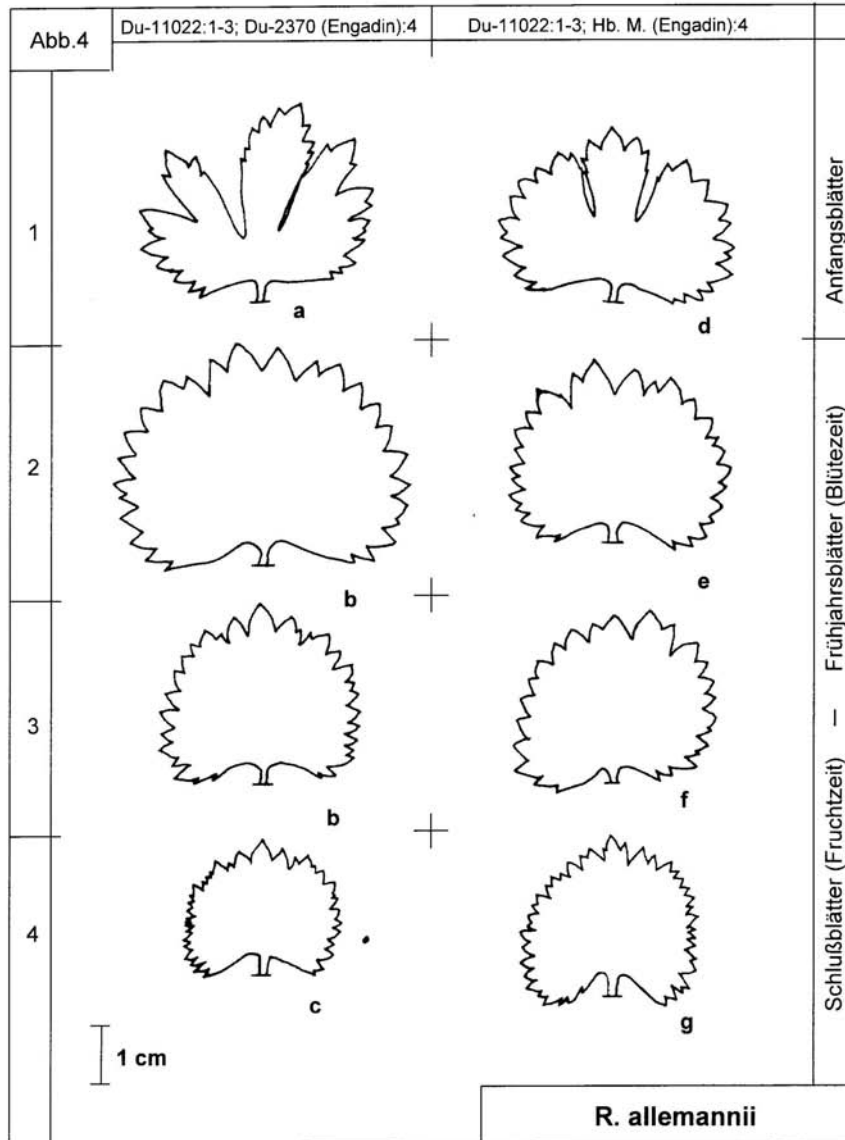 Abb.4
Du-11022:1-3; Du-2370 (Engadin):4
Du-11022:1-3; Hb. M. (Engadin):4
1
a
d
Anfangsblätter
2
b
e
3
b
f
4
c
g
Schlußblätter (Fruchtzeit) — Frühjahrsblätter (Blütezeit)
1 cm
R. allemannii